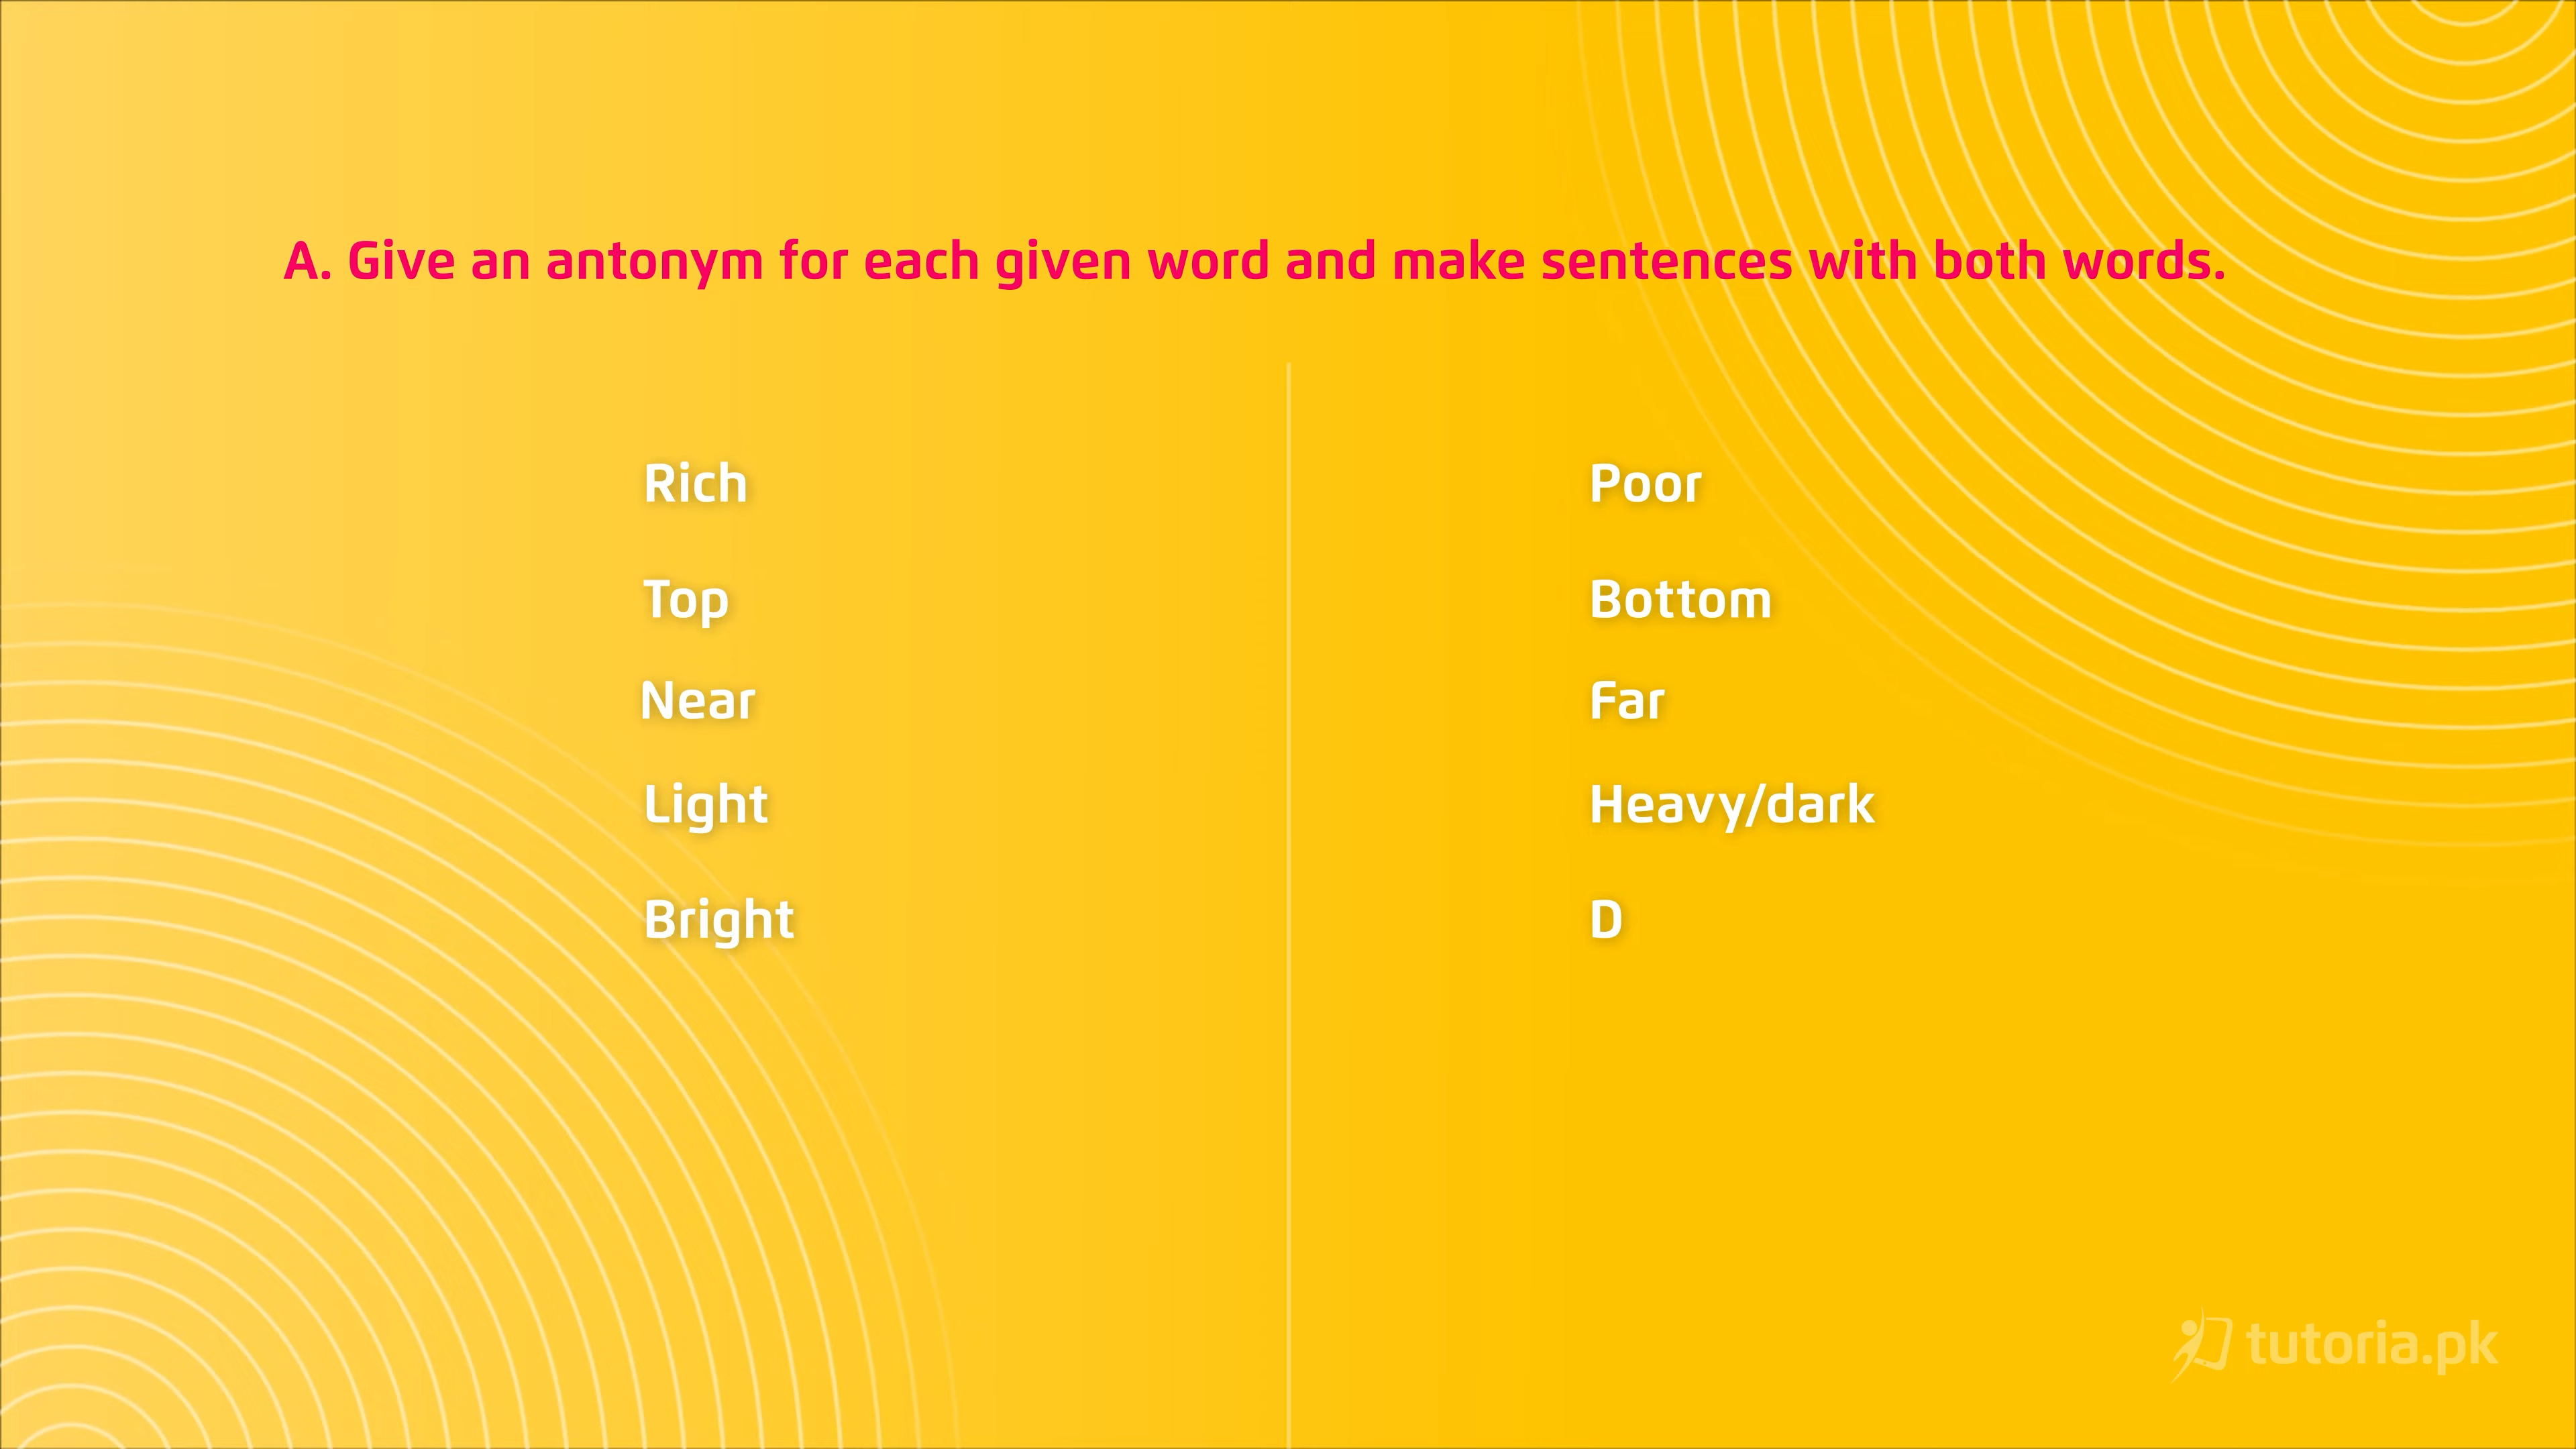 A. Give an antonym for each given word and make sentences with both words.
Rich
Poor
Top
Bottom
Near
Far
Light
Heavy/dark
Bright
D
tutoria.pk